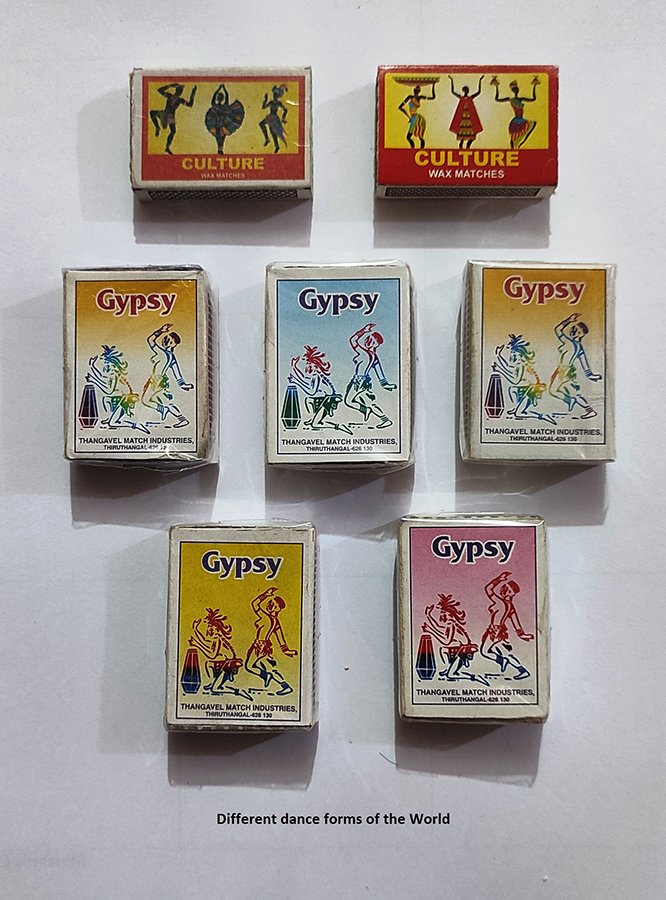 CULTURE
WAX MATCHES
CULTURE
WAX MATCHES
Gypsy
THANGAVEL MATCH INDUSTRIES,
THIRUTHANGAL-626 130
Gypsy
THANGAVEL MATCH INDUSTRIES,
THIRUTHANGAL-626 130
Gypsy
THANGAVEL MATCH INDUSTRIES,
THIRUTHANGAL-626 130
Gypsy
THANGAVEL MATCH INDUSTRIES,
THIRUTHANGAL-626 130
Gypsy
THANGAVEL MATCH INDUSTRIES,
THIRUTHANGAL-626 130
Different dance forms of the World